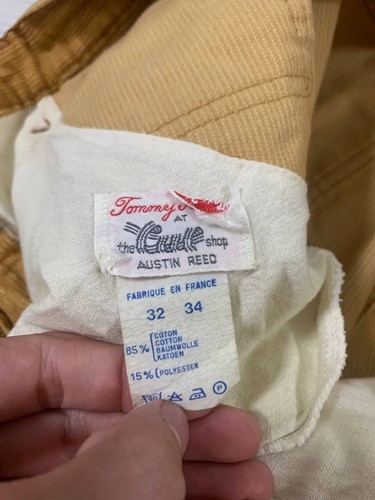 Tommy
AT
the Cue shop
AUSTIN REED
FABRIQUE EN FRANCE
32 34
85% COTON
COTTON
BAUMWOLLE
KATOEN
15% POLYESTER
P